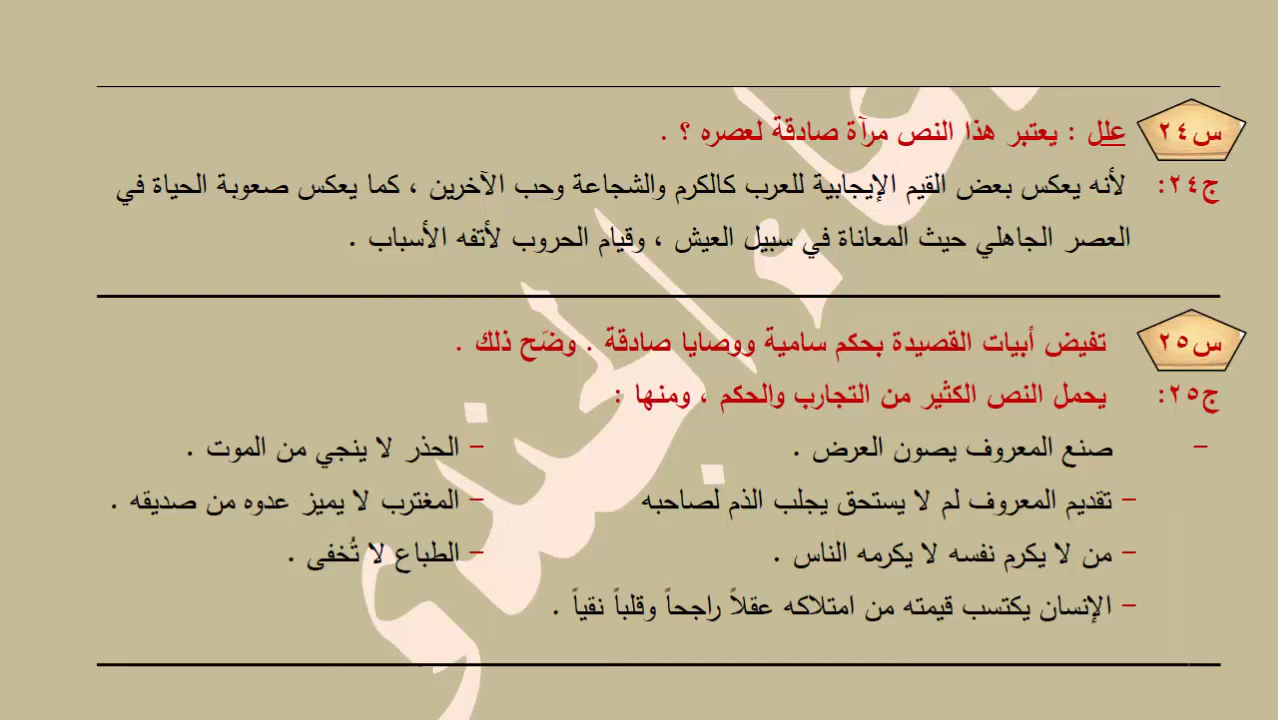 س٢٤ علل : يعتبر هذا النص مرآة صادقة لعصره ؟ .
ج٢٤: لأنه يعكس بعض القيم الإيجابية للعرب كالكرم والشجاعة وحب الآخرين ، كما يعكس صعوبة الحياة في
العصر الجاهلي حيث المعاناة في سبيل العيش ، وقيام الحروب لأتفه الأسباب .
س٢٥ تفيض أبيات القصيدة بحكم سامية ووصايا صادقة . وضّح ذلك .
ج٢٥: يحمل النص الكثير من التجارب والحكم ، ومنها :
- صنع المعروف يصون العرض . - الحذر لا ينجي من الموت .
- تقديم المعروف لم لا يستحق يجلب الذم لصاحبه - المغترب لا يميز عدوه من صديقه .
- من لا يكرم نفسه لا يكرمه الناس . - الطباع لا تُخفى .
- الإنسان يكتسب قيمته من امتلاكه عقلاً راجحاً وقلباً نقياً .